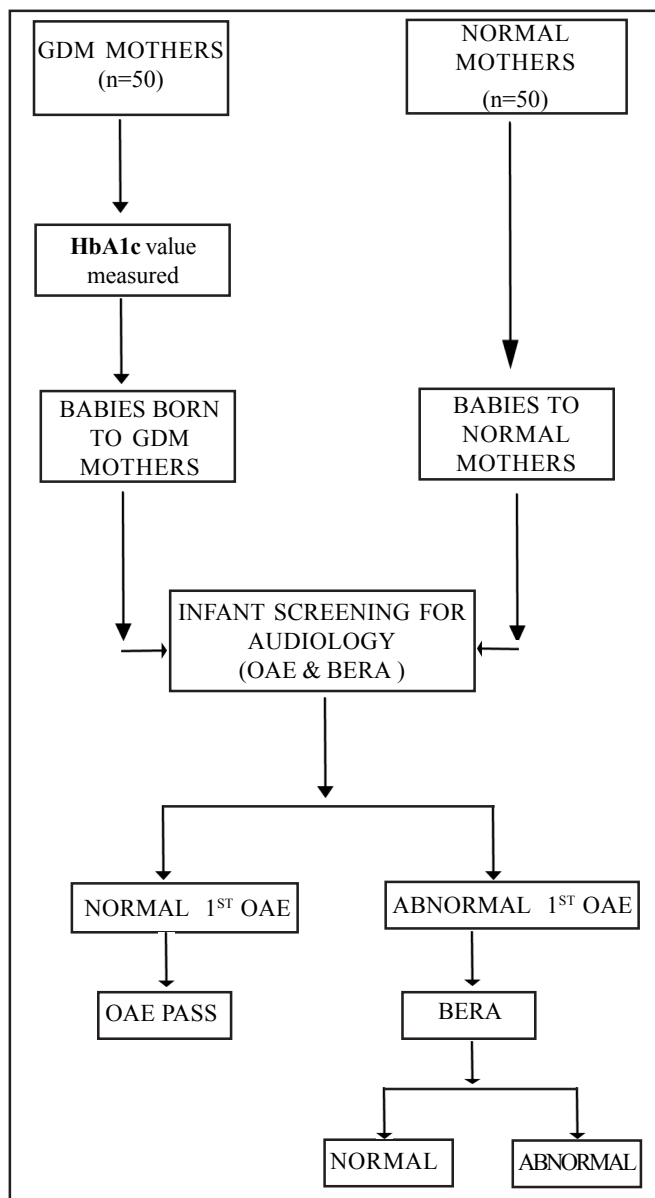 GDM MOTHERS
(n=50)
NORMAL
MOTHERS
(n=50)
HbA1c value
measured
BABIES BORN
TO GDM
MOTHERS
BABIES TO
NORMAL
MOTHERS
INFANT SCREENING FOR
AUDIOLOGY
(OAE & BERA )
NORMAL 1ST OAE
ABNORMAL 1ST OAE
OAE PASS
BERA
NORMAL
ABNORMAL